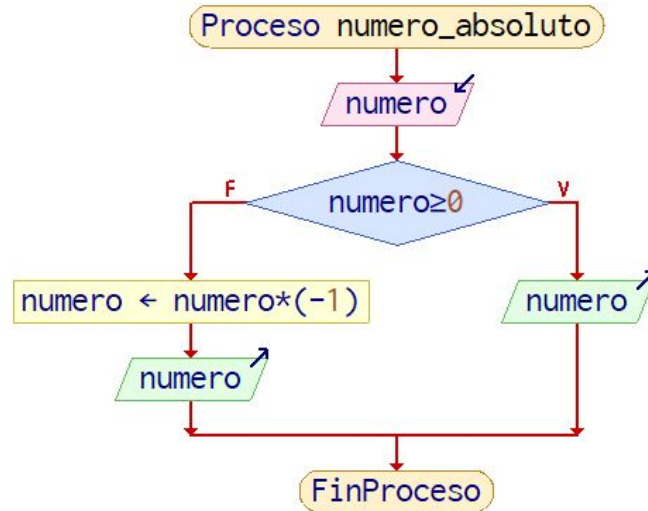 Proceso numero_absoluto
numero
numero≥0
F
V
numero ← numero*(-1)
numero
numero
FinProceso